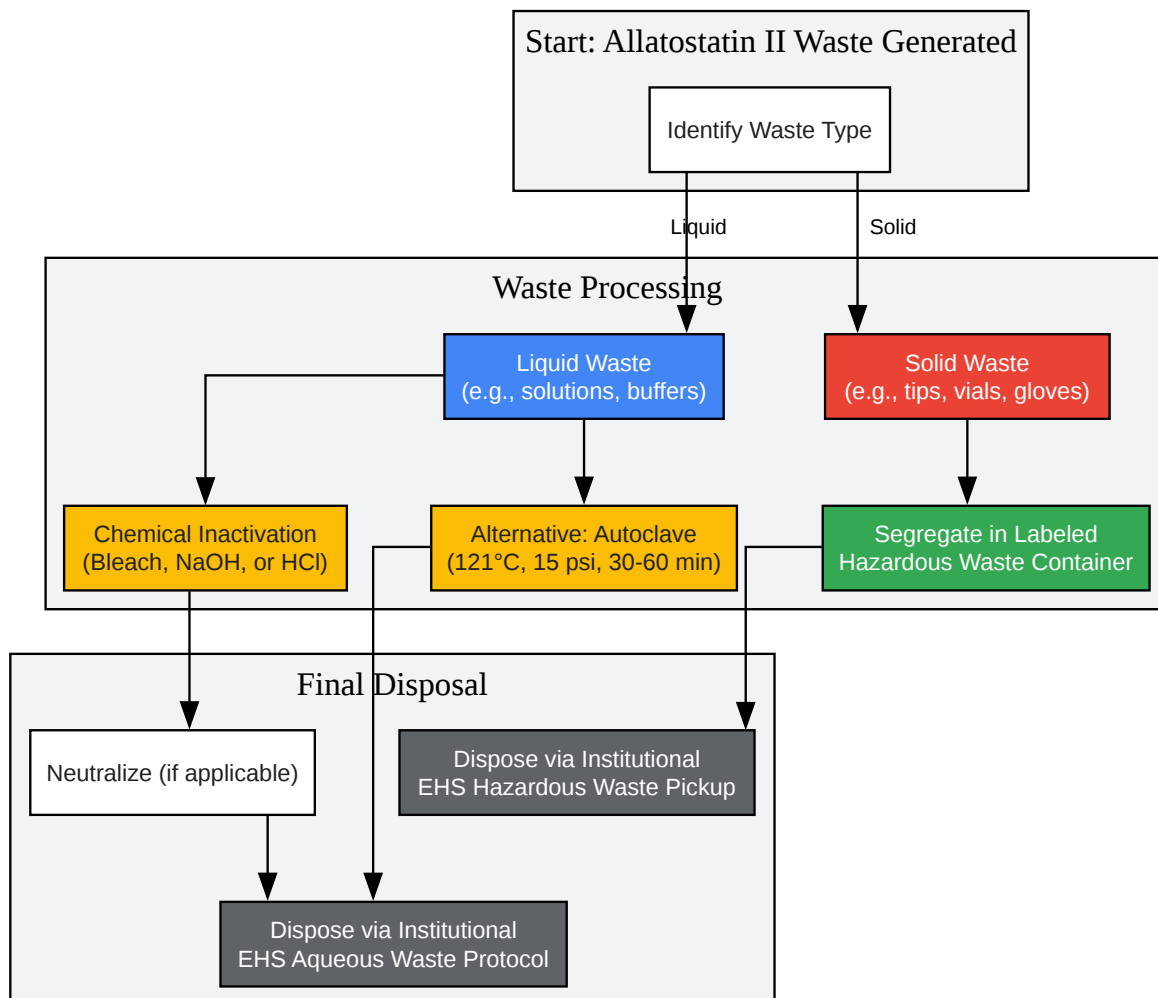 Start: Allatostatin II Waste Generated
Identify Waste Type
Liquid
Solid
Waste Processing
Liquid Waste
(e.g., solutions, buffers)
Solid Waste
(e.g., tips, vials, gloves)
Chemical Inactivation
(Bleach, NaOH, or HCl)
Alternative: Autoclave
(121°C, 15 psi, 30-60 min)
Segregate in Labeled
Hazardous Waste Container
Final Disposal
Neutralize (if applicable)
Dispose via Institutional
EHS Hazardous Waste Pickup
Dispose via Institutional
EHS Aqueous Waste Protocol